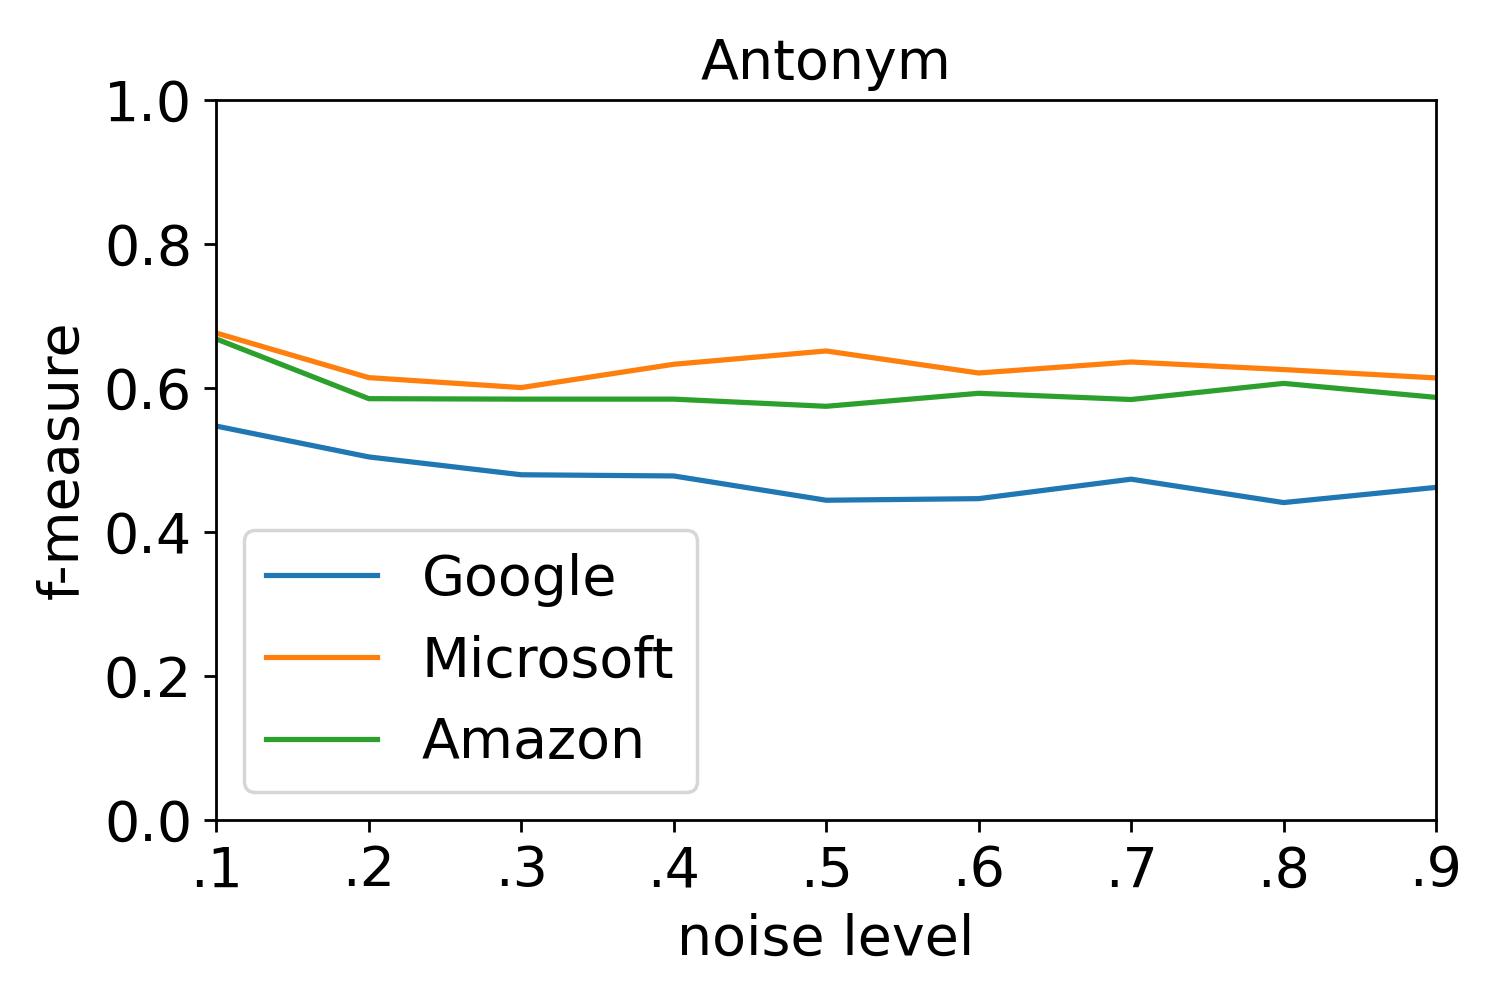 Antonym
1.0
0.8
0.6
0.4
0.2
0.0
f-measure
Google
Microsoft
Amazon
.1 .2 .3 .4 .5 .6 .7 .8 .9
noise level